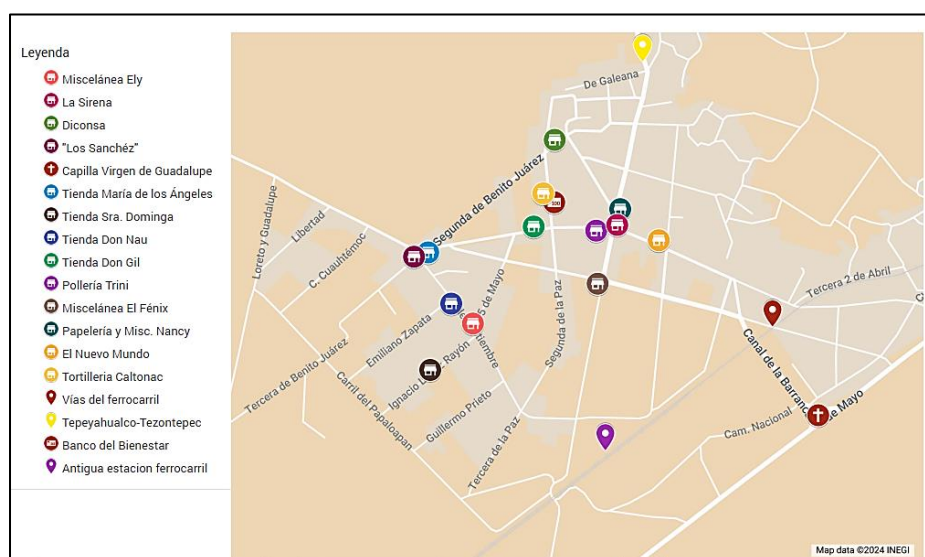 Leyenda
Miscelánea Ely
La Sirena
Diconsa
"Los Sanchéz"
Capilla Virgen de Guadalupe
Tienda María de los Ángeles
Tienda Sra. Dominga
Tienda Don Nau
Tienda Don Gil
Pollería Trini
Miscelánea El Fénix
Papelería y Misc. Nancy
El Nuevo Mundo
Tortilleria Caltonac
Vías del ferrocarril
Tepeyahualco-Tezontepec
Banco del Bienestar
Antigua estacion ferrocarril
De Galeana
Segunda de Benito Juárez
Loreto y Guadalupe
Libertad
C. Cuauhtémoc
5 de Mayo
Segunda de la Paz
Tercera 2 de Abril
Emiliano Zapata
Ignacio
Rayón
Tercera de Benito Juárez
Carril del Papaloapan
Guillermo Prieto
Tercera de la Paz
Canal de la Barranc
de Mayo
Cam. Nacional
Map data ©2024 INEGI